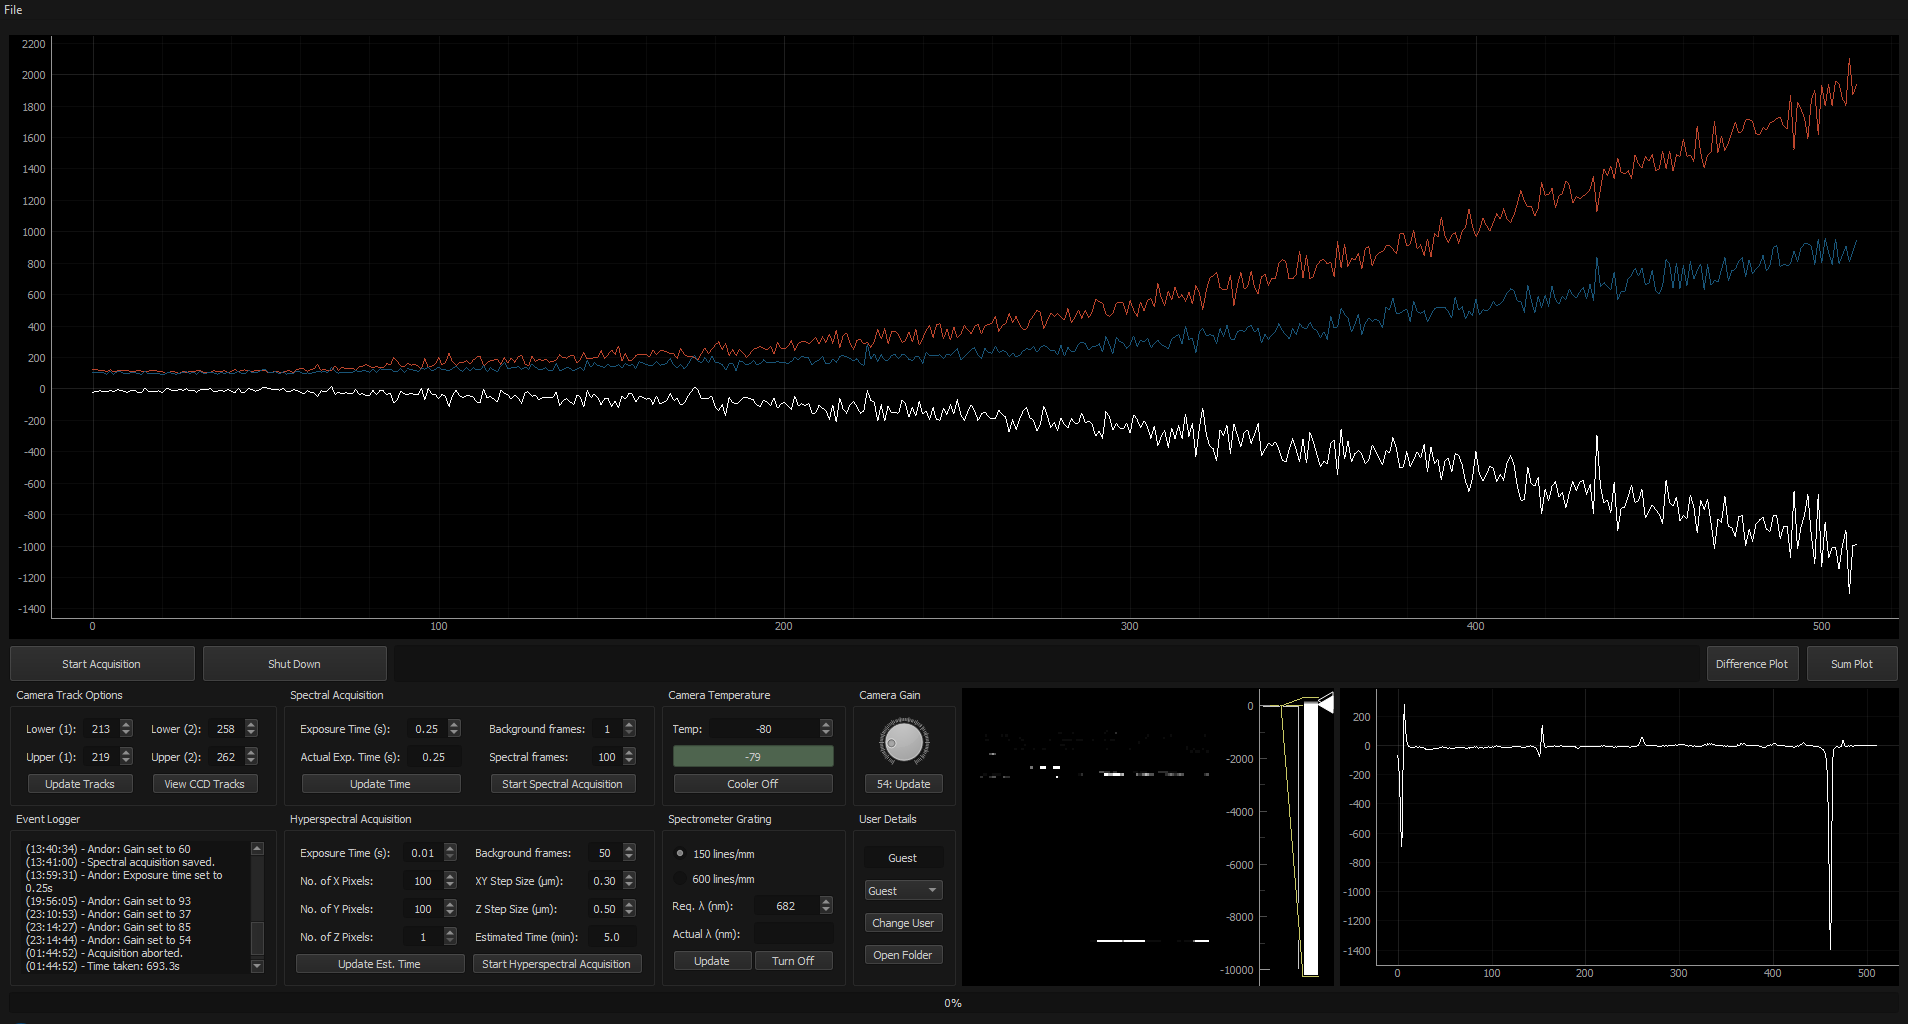 File
2200
2000
1800
1600
1400
1200
1000
800
600
400
200
0
-200
-400
-600
-800
-1000
-1200
-1400
0 100 200 300 400 500
Start Acquisition Shut Down Difference Plot Sum Plot
Camera Track Options
Lower (1): 213 Lower (2): 258
Upper (1): 219 Upper (2): 262
Update Tracks View CCD Tracks
Spectral Acquisition
Exposure Time (s): 0.25 Background frames: 1
Actual Exp. Time (s): 0.25 Spectral frames: 100
Update Time Start Spectral Acquisition
Camera Temperature
Temp: -80
-79
Cooler Off
Camera Gain
54: Update
Event Logger
(13:40:34) - Andor: Gain set to 60
(13:41:00) - Spectral acquisition saved.
(13:59:31) - Andor: Exposure time set to
0.25s
(19:56:05) - Andor: Gain set to 93
(23:10:53) - Andor: Gain set to 37
(23:14:27) - Andor: Gain set to 85
(23:14:44) - Andor: Gain set to 54
(01:44:52) - Acquisition aborted.
(01:44:52) - Time taken: 693.3s
Hyperspectral Acquisition
Exposure Time (s): 0.01 Background frames: 50
No. of X Pixels: 100 XY Step Size (μm): 0.30
No. of Y Pixels: 100 Z Step Size (μm): 0.50
No. of Z Pixels: 1 Estimated Time (min): 5.0
Update Est. Time Start Hyperspectral Acquisition
Spectrometer Grating
150 lines/mm
600 lines/mm
Req. λ (nm): 682
Actual λ (nm):
Update Turn Off
User Details
Guest
Guest
Change User
Open Folder
0
-2000
-4000
-6000
-8000
-10000
200
0
-200
-400
-600
-800
-1000
-1200
-1400
0 100 200 300 400 500
0%